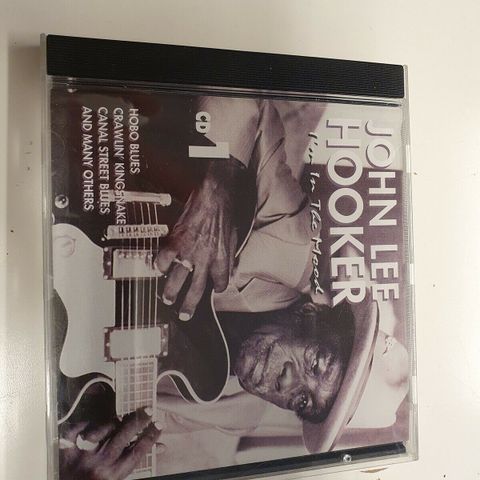 JOHN LEE
HOOKER
I'm In The Mood
CD 1
HOBO BLUES,
CRAWLIN' KINGSNAKE
CANAL STREET BLUES
AND MANY OTHERS